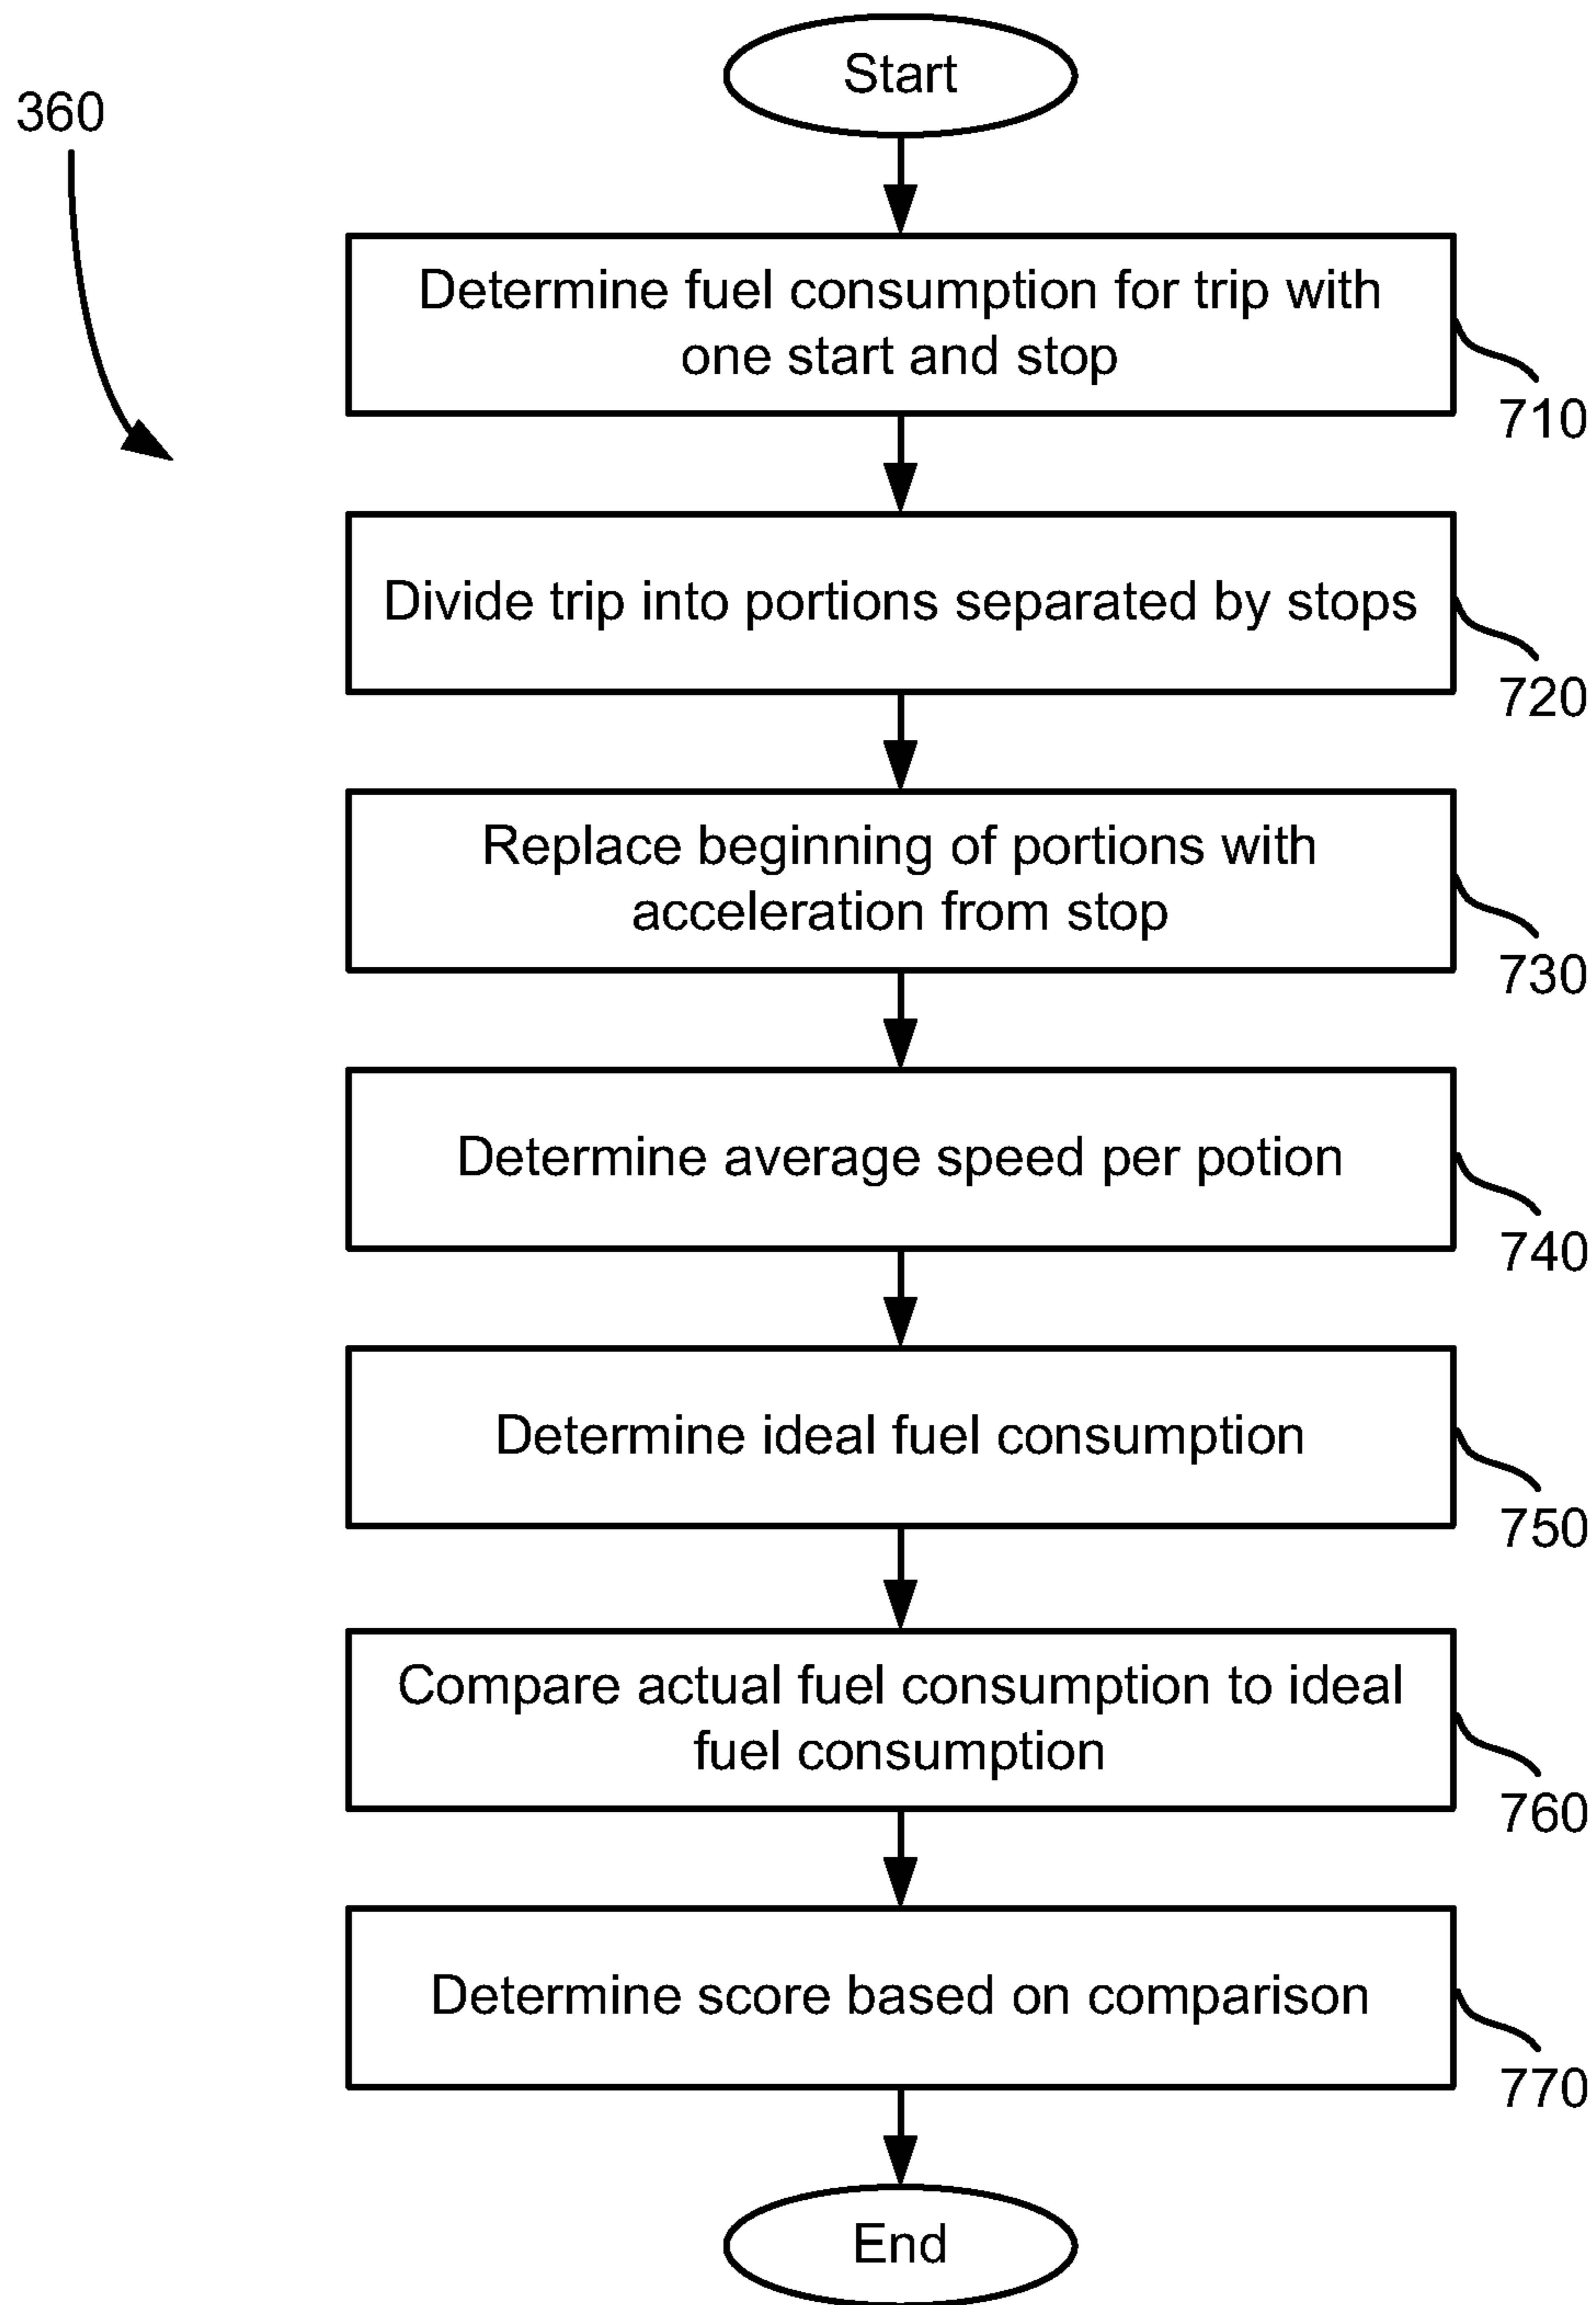 Start
360
Determine fuel consumption for trip with
one start and stop
710
Divide trip into portions separated by stops
720
Replace beginning of portions with
acceleration from stop
730
Determine average speed per potion
740
Determine ideal fuel consumption
750
Compare actual fuel consumption to ideal
fuel consumption
760
Determine score based on comparison
770
End